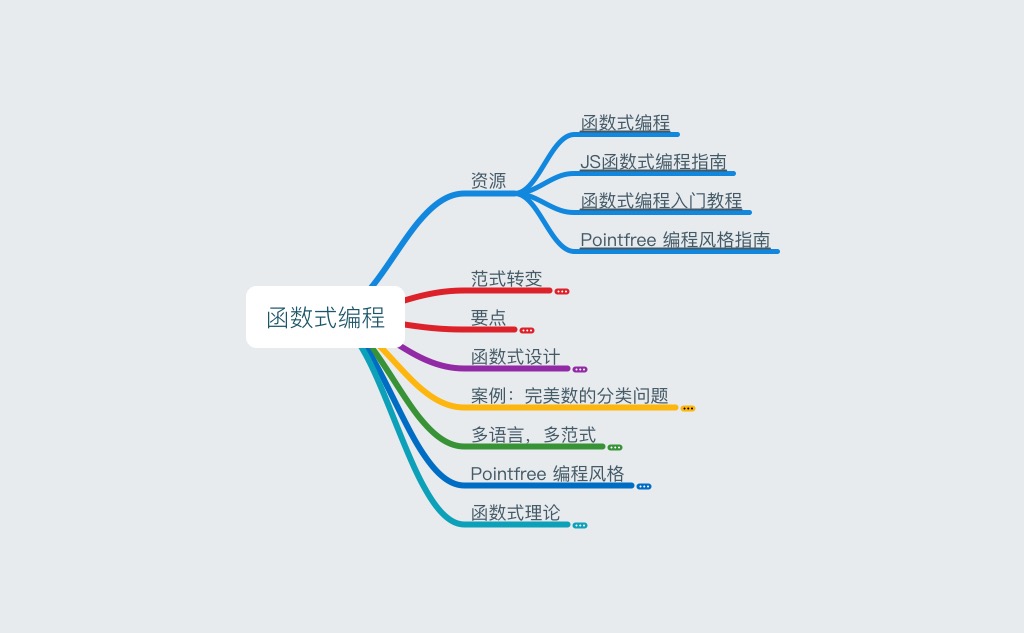 函数式编程
资源
函数式编程
JS函数式编程指南
函数式编程入门教程
Pointfree 编程风格指南
范式转变
要点
函数式设计
案例：完美数的分类问题
多语言，多范式
Pointfree 编程风格
函数式理论